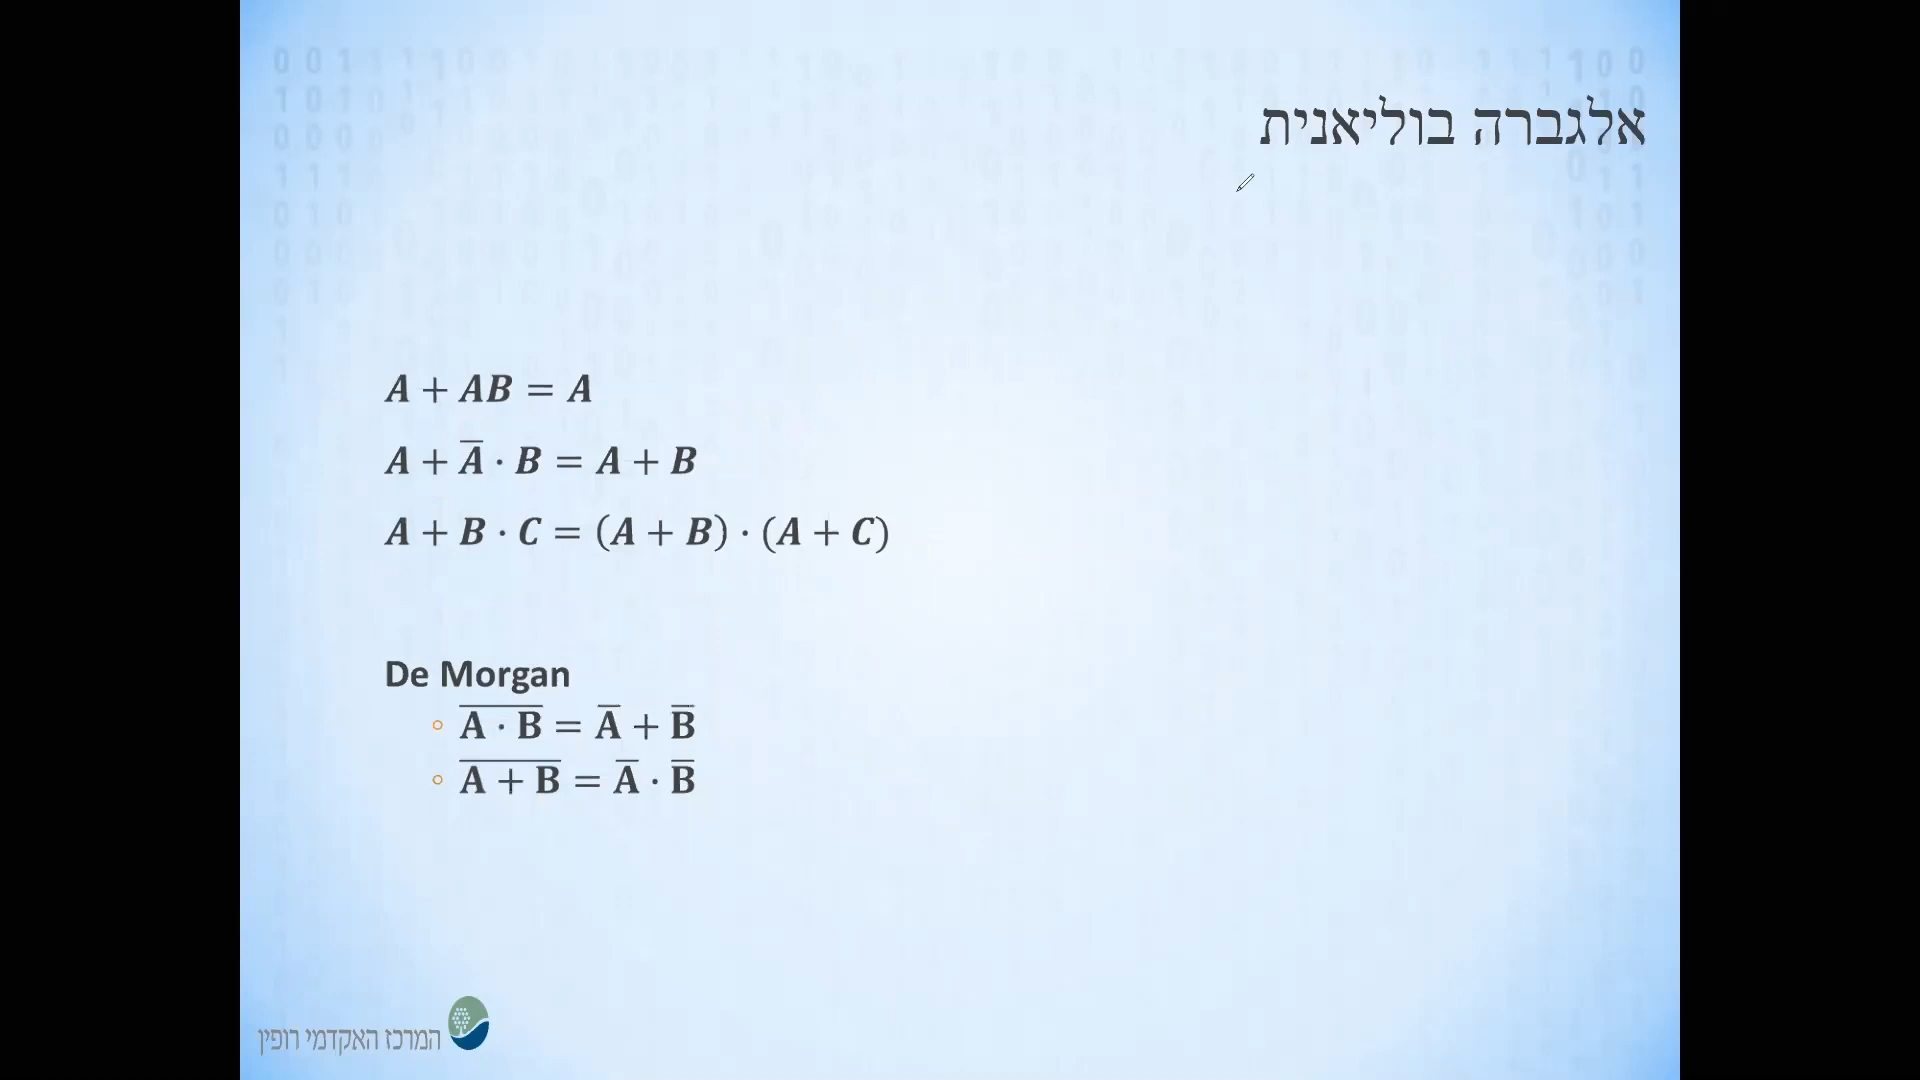 אלגברה בוליאנית
A + AB = A
A + A̅ · B = A + B
A + B · C = (A + B) · (A + C)
De Morgan
A̅ ̅·̅ ̅B̅ = A̅ + B̅
A̅ ̅+̅ ̅B̅ = A̅ · B̅
המרכז האקדמי רופין